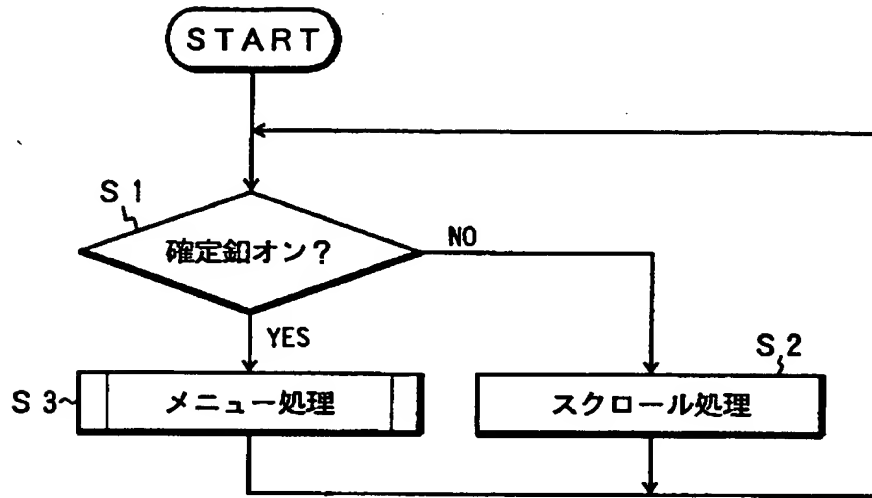 START
S1
確定釦オン?
NO
YES
S2
S3
メニュー処理
スクロール処理